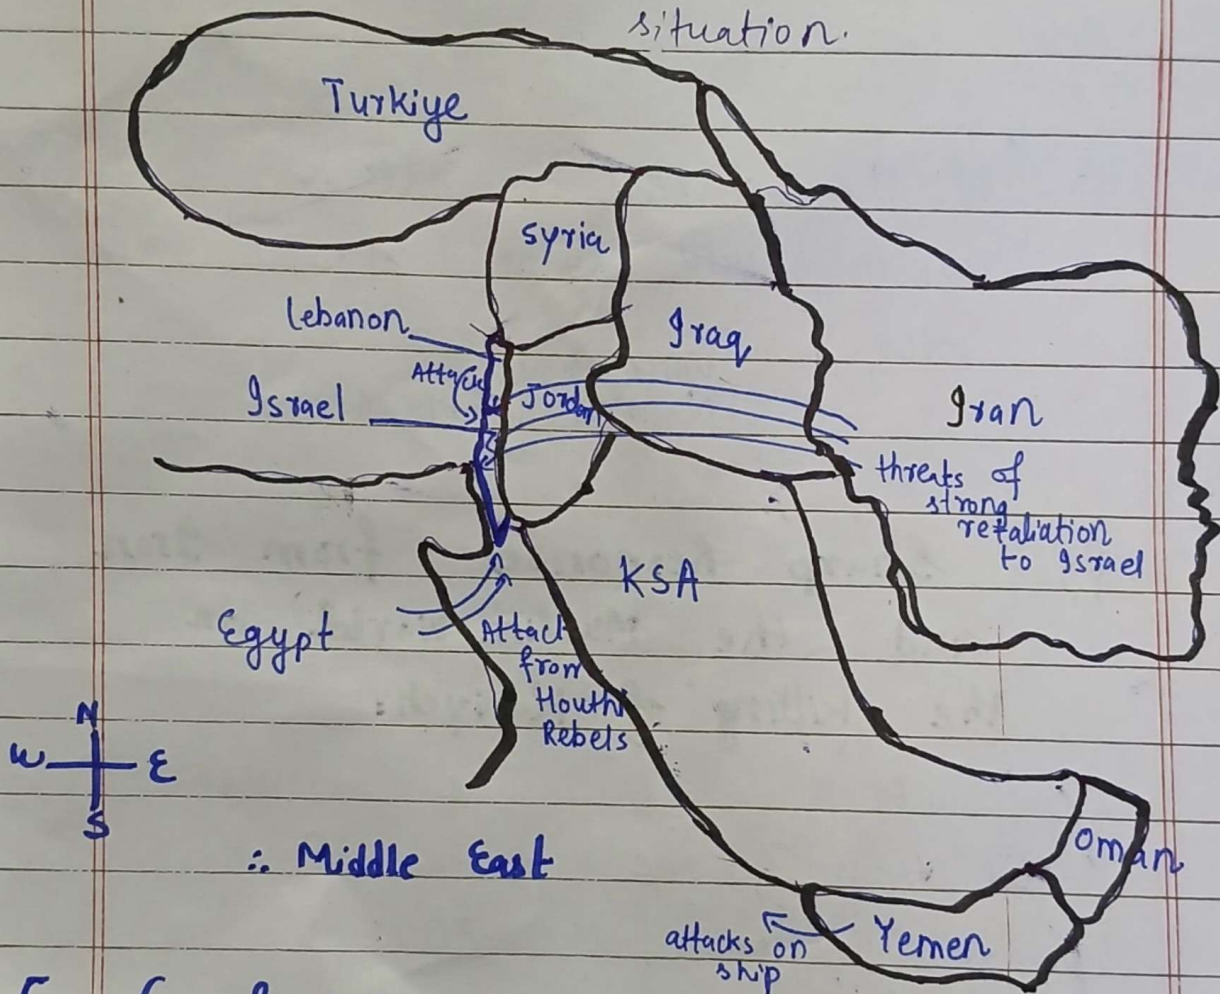 situation.
Turkiye
Syria
Lebanon
Iraq
Attack
Israel
Jordan
Iran
threats of
strong
retaliation
to Israel
KSA
Egypt
Attack
from
Houthi
Rebels
N
W E
S
∴ Middle East
Oman
attacks on
ship
Yemen